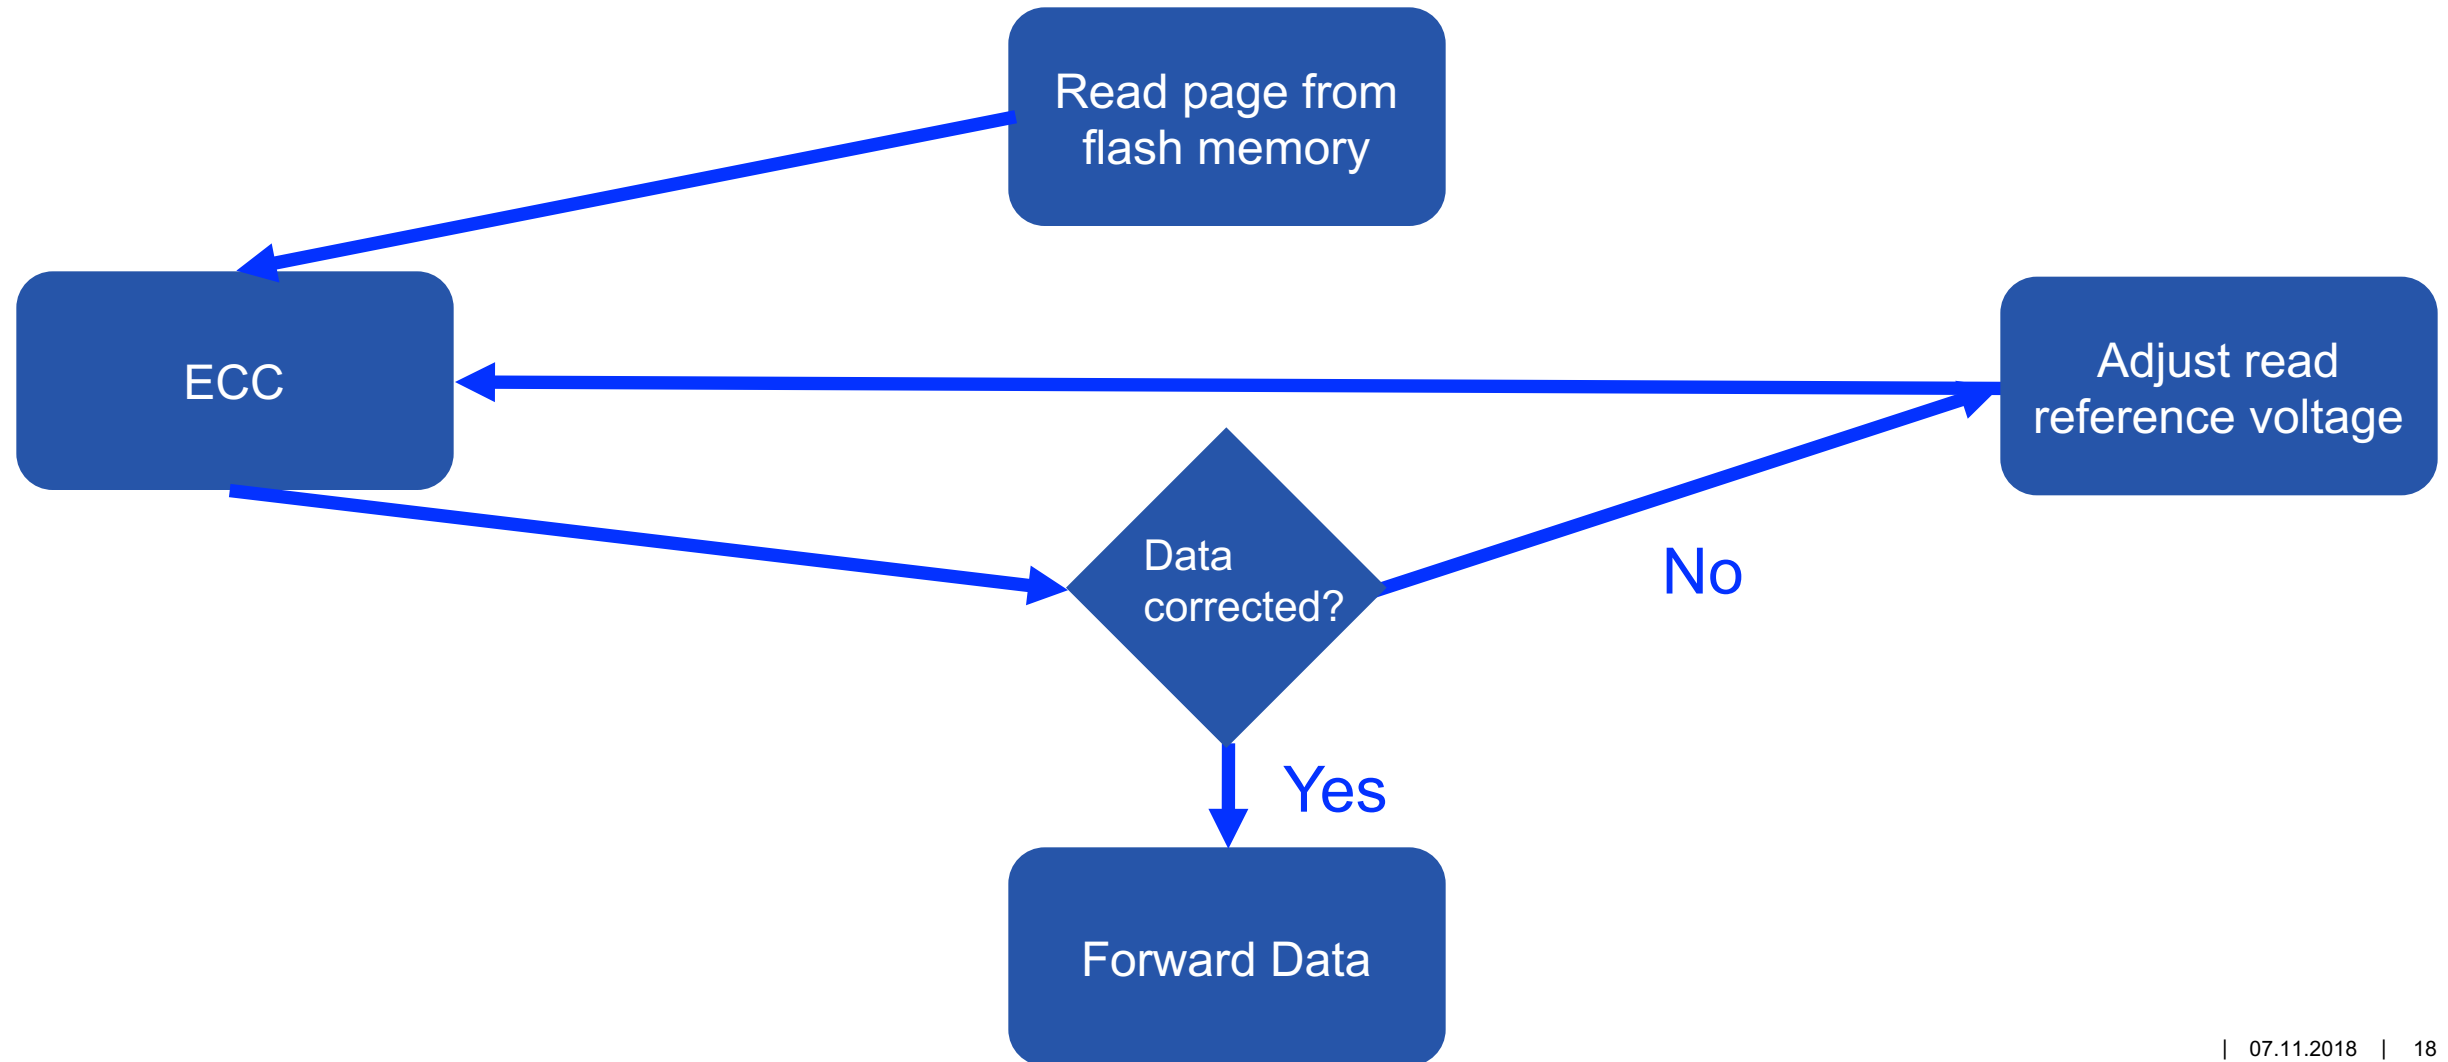 Read page from
flash memory
ECC
Adjust read
reference voltage
Data
corrected?
No
Yes
Forward Data
| 07.11.2018 | 18